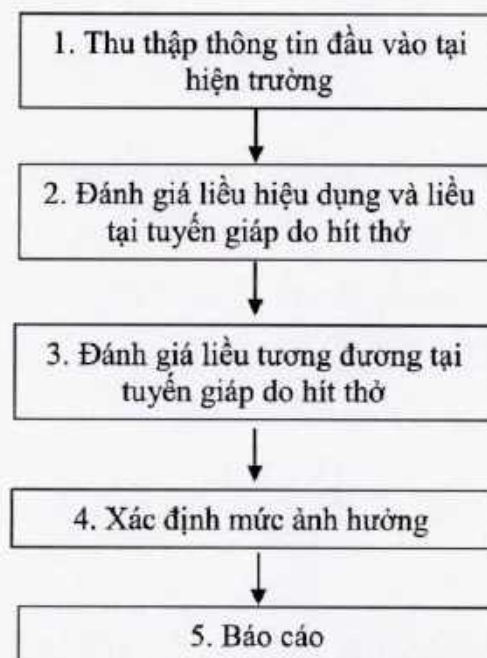 1. Thu thập thông tin đầu vào tại
hiện trường
2. Đánh giá liều hiệu dụng và liều
tại tuyến giáp do hít thở
3. Đánh giá liều tương đương tại
tuyến giáp do hít thở
4. Xác định mức ảnh hưởng
5. Báo cáo